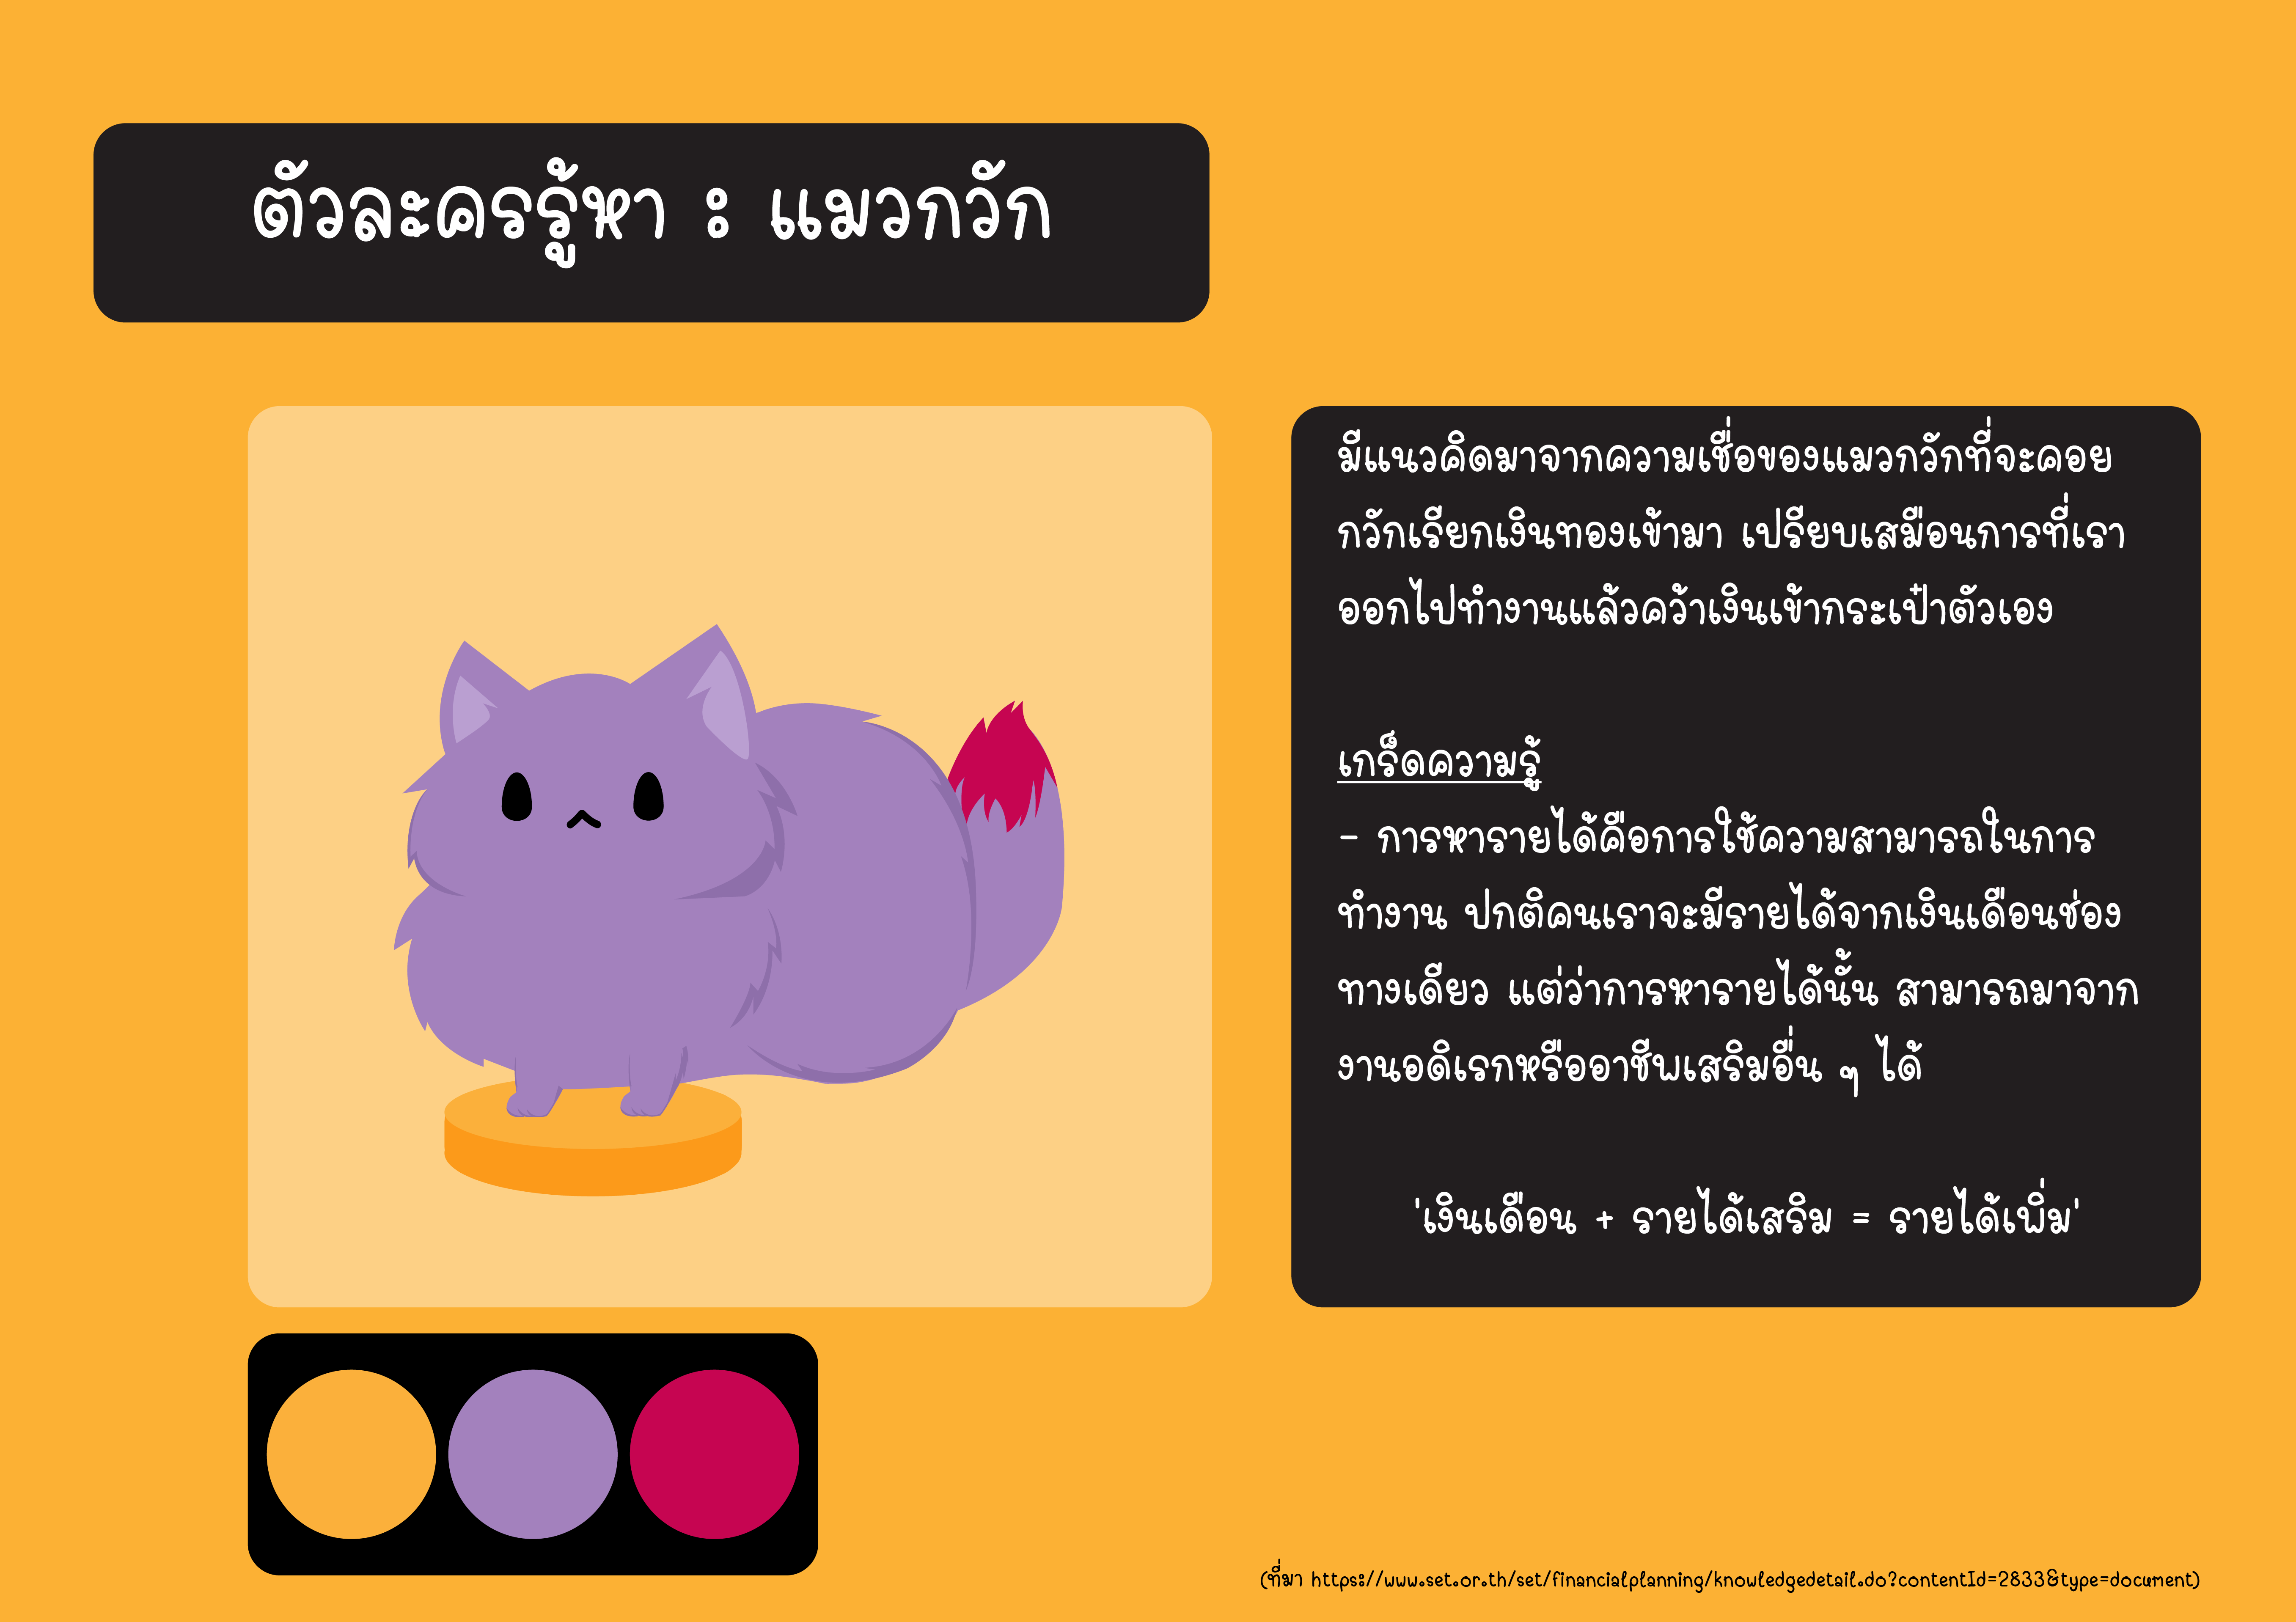 ตัวละครรู้หา : แมวกวัก
มีแนวคิดมาจากความเชื่อของแมวกวักที่จะคอย
กวักเรียกเงินทองเข้ามา เปรียบเสมือนการที่เรา
ออกไปทำงานแล้วคว้าเงินเข้ากระเป๋าตัวเอง
เกร็ดความรู้
- การหารายได้คือการใช้ความสามารถในการ
ทำงาน ปกติคนเราจะมีรายได้จากเงินเดือนช่อง
ทางเดียว แต่ว่าการหารายได้นั้น สามารถมาจาก
งานอดิเรกหรืออาชีพเสริมอื่น ๆ ได้
'เงินเดือน + รายได้เสริม = รายได้เพิ่ม'
(ที่มา https://www.set.or.th/set/financialplanning/knowledgedetail.do?contentId=2833&type=document)